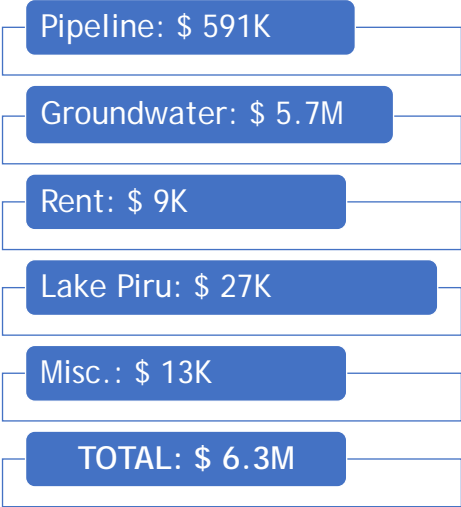 Pipeline: $ 591K
Groundwater: $ 5.7M
Rent: $ 9K
Lake Piru: $ 27K
Misc.: $ 13K
TOTAL: $ 6.3M